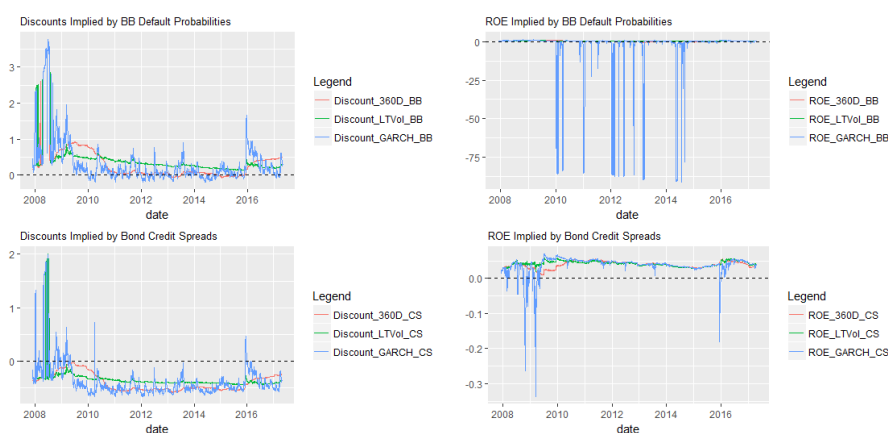 Discounts Implied by BB Default Probabilities
3
2
1
0
2008 2010 2012 2014 2016
date
Legend
Discount_360D_BB
Discount_LTVol_BB
Discount_GARCH_BB
ROE Implied by BB Default Probabilities
0
-25
-50
-75
2008 2010 2012 2014 2016
date
Legend
ROE_360D_BB
ROE_LTVol_BB
ROE_GARCH_BB
Discounts Implied by Bond Credit Spreads
2
1
0
2008 2010 2012 2014 2016
date
Legend
Discount_360D_CS
Discount_LTVol_CS
Discount_GARCH_CS
ROE Implied by Bond Credit Spreads
0.0
-0.1
-0.2
-0.3
2008 2010 2012 2014 2016
date
Legend
ROE_360D_CS
ROE_LTVol_CS
ROE_GARCH_CS